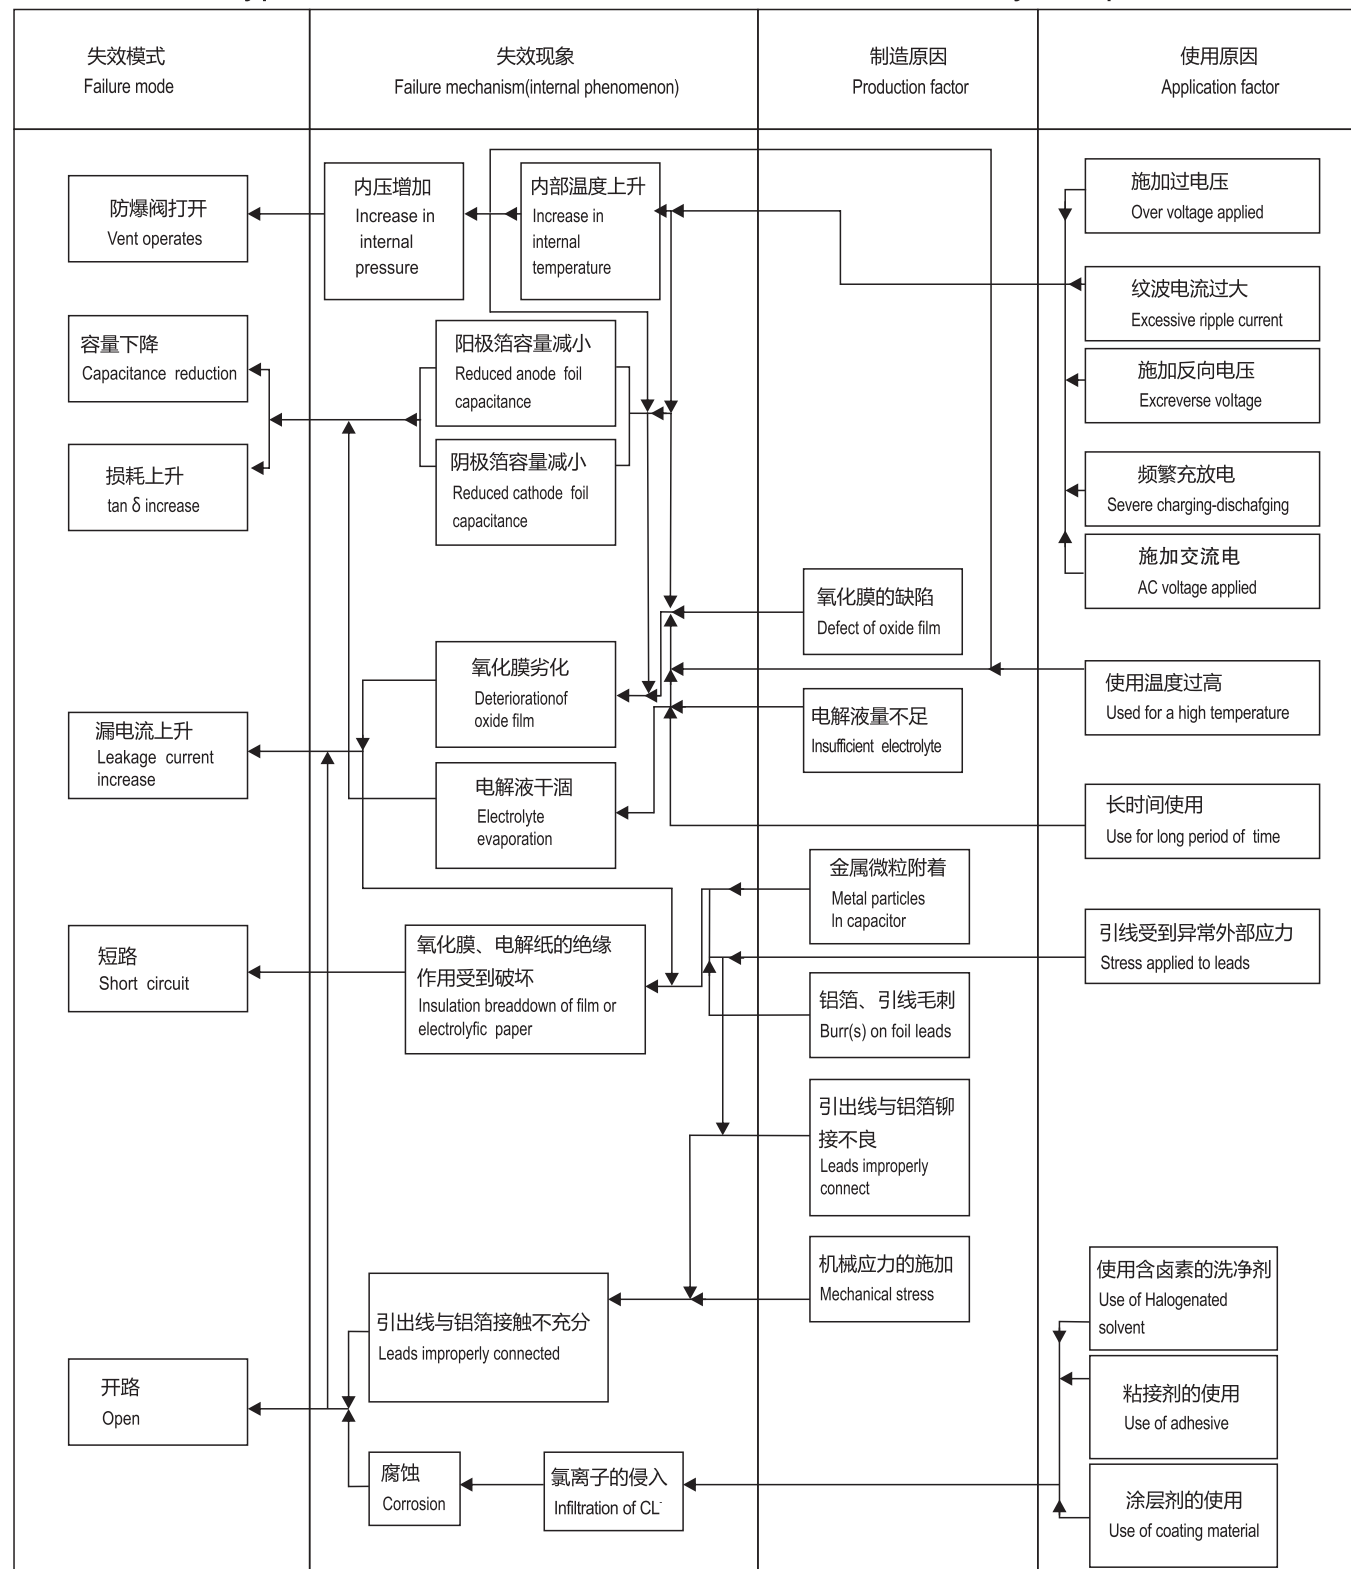 失效模式
Failure mode
失效现象
Failure mechanism(internal phenomenon)
制造原因
Production factor
使用原因
Application factor
防爆阀打开
Vent operates
内压增加
Increase in
internal
pressure
内部温度上升
Increase in
internal
temperature
施加过电压
Over voltage applied
纹波电流过大
Excessive ripple current
容量下降
Capacitance reduction
阳极箔容量减小
Reduced anode foil
capacitance
施加反向电压
Excreverse voltage
损耗上升
tan δ increase
阴极箔容量减小
Reduced cathode foil
capacitance
频繁充放电
Severe charging-dischafging
施加交流电
AC voltage applied
氧化膜的缺陷
Defect of oxide film
氧化膜劣化
Deteriorationof
oxide film
使用温度过高
Used for a high temperature
漏电流上升
Leakage current
increase
电解液量不足
Insufficient electrolyte
电解液干涸
Electrolyte
evaporation
长时间使用
Use for long period of time
金属微粒附着
Metal particles
In capacitor
短路
Short circuit
氧化膜、电解纸的绝缘
作用受到破坏
Insulation breaddown of film or
electrolyfic paper
引线受到异常外部应力
Stress applied to leads
铝箔、引线毛刺
Burr(s) on foil leads
引出线与铝箔铆
接不良
Leads improperly
connect
机械应力的施加
Mechanical stress
引出线与铝箔接触不充分
Leads improperly connected
使用含卤素的洗净剂
Use of Halogenated
solvent
开路
Open
粘接剂的使用
Use of adhesive
腐蚀
Corrosion
氯离子的侵入
Infiltration of CL⁻
涂层剂的使用
Use of coating material